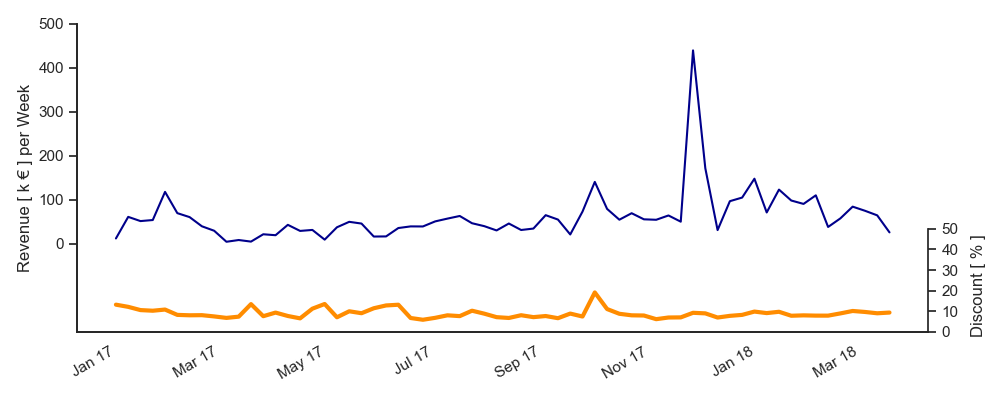 Revenue [ k € ] per Week
500
400
300
200
100
0
50
40
30
20
10
0
Discount [ % ]
Jan 17
Mar 17
May 17
Jul 17
Sep 17
Nov 17
Jan 18
Mar 18